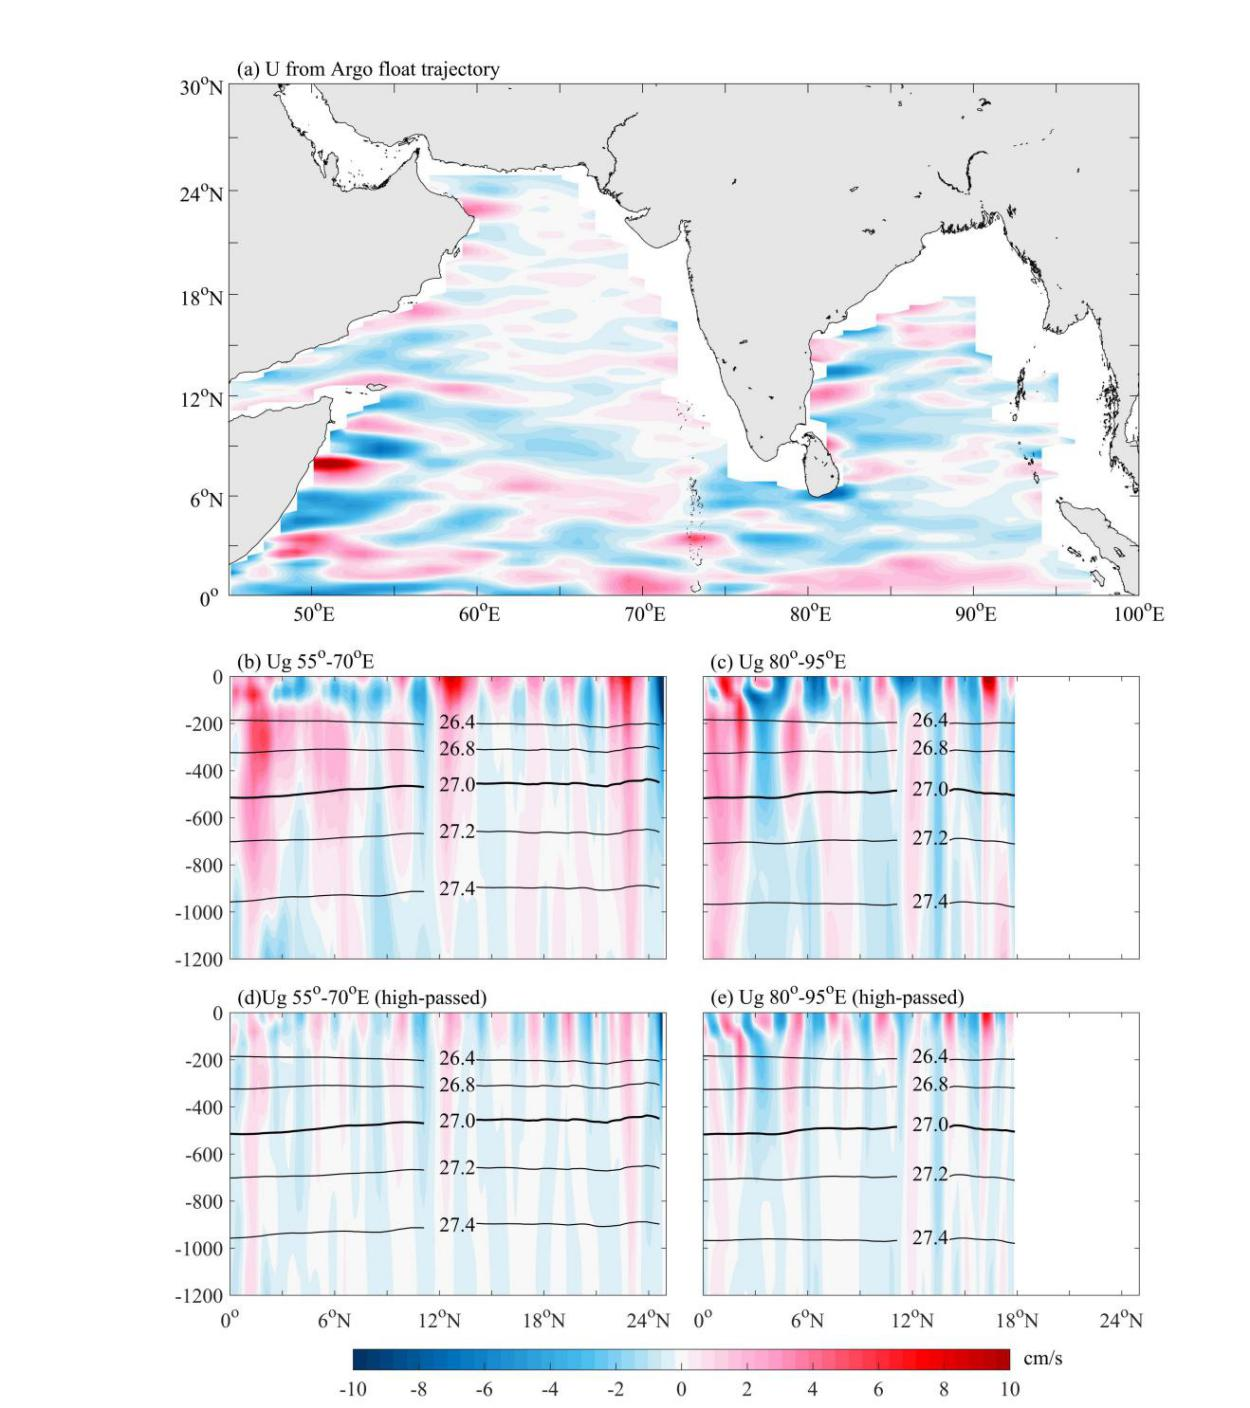 (a) U from Argo float trajectory
30°N
24°N
18°N
12°N
6°N
0°
50°E 60°E 70°E 80°E 90°E 100°E
(b) Ug 55°-70°E
0
-200
-400
-600
-800
-1000
-1200
26.4
26.8
27.0
27.2
27.4
(c) Ug 80°-95°E
26.4
26.8
27.0
27.2
27.4
(d)Ug 55°-70°E (high-passed)
0
-200
-400
-600
-800
-1000
-1200
26.4
26.8
27.0
27.2
27.4
0° 6°N 12°N 18°N 24°N
(e) Ug 80°-95°E (high-passed)
26.4
26.8
27.0
27.2
27.4
0° 6°N 12°N 18°N 24°N
cm/s
-10 -8 -6 -4 -2 0 2 4 6 8 10